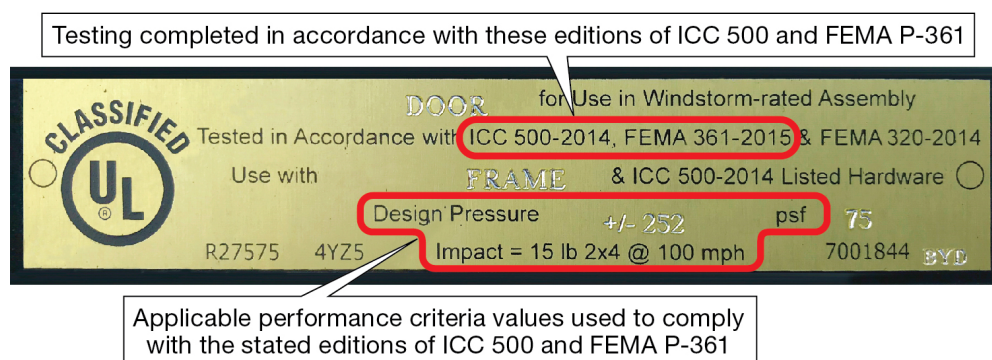 Testing completed in accordance with these editions of ICC 500 and FEMA P-361
CLASSIFIED
UL
®
DOOR for Use in Windstorm-rated Assembly
Tested in Accordance with ICC 500-2014, FEMA 361-2015 & FEMA 320-2014
Use with FRAME & ICC 500-2014 Listed Hardware
Design Pressure +/- 252 psf 75
R27575 4YZ5 Impact = 15 lb 2x4 @ 100 mph 7001844 BYD
Applicable performance criteria values used to comply
with the stated editions of ICC 500 and FEMA P-361